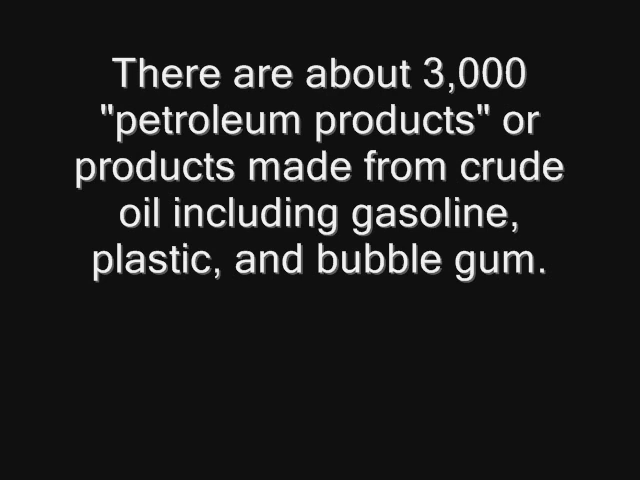 There are about 3,000
"petroleum products" or
products made from crude
oil including gasoline,
plastic, and bubble gum.